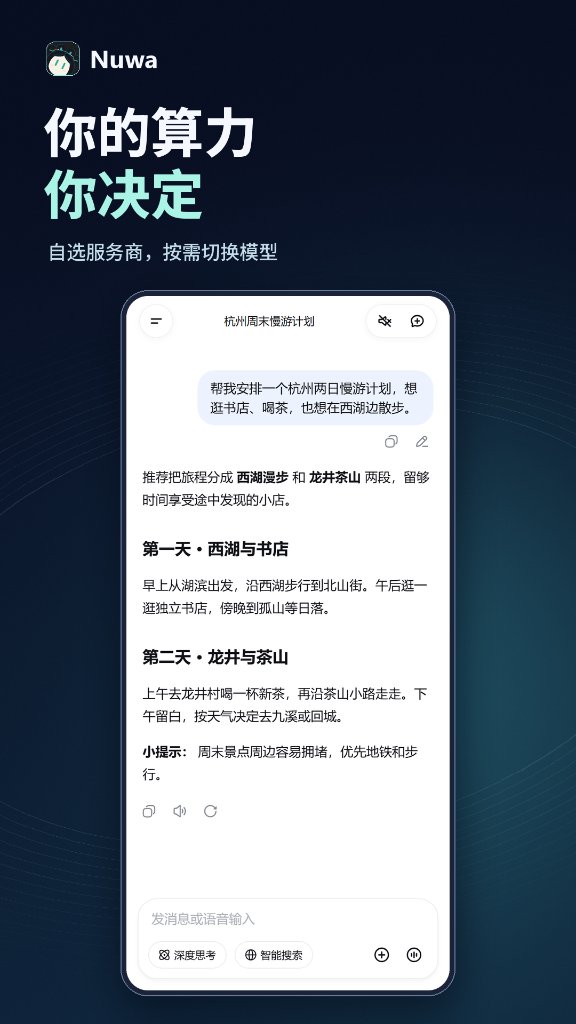 Nuwa
你的算力
你决定
自选服务商，按需切换模型
杭州周末慢游计划
帮我安排一个杭州两日慢游计划，想
逛书店、喝茶，也想在西湖边散步。
推荐把旅程分成 西湖漫步 和 龙井茶山 两段，留够
时间享受途中发现的小店。
第一天·西湖与书店
早上从湖滨出发，沿西湖步行到北山街。午后逛一
逛独立书店，傍晚到孤山等日落。
第二天·龙井与茶山
上午去龙井村喝一杯新茶，再沿茶山小路走走。下
午留白，按天气决定去九溪或回城。
小提示： 周末景点周边容易拥堵，优先地铁和步
行。
发消息或语音输入
深度思考
智能搜索